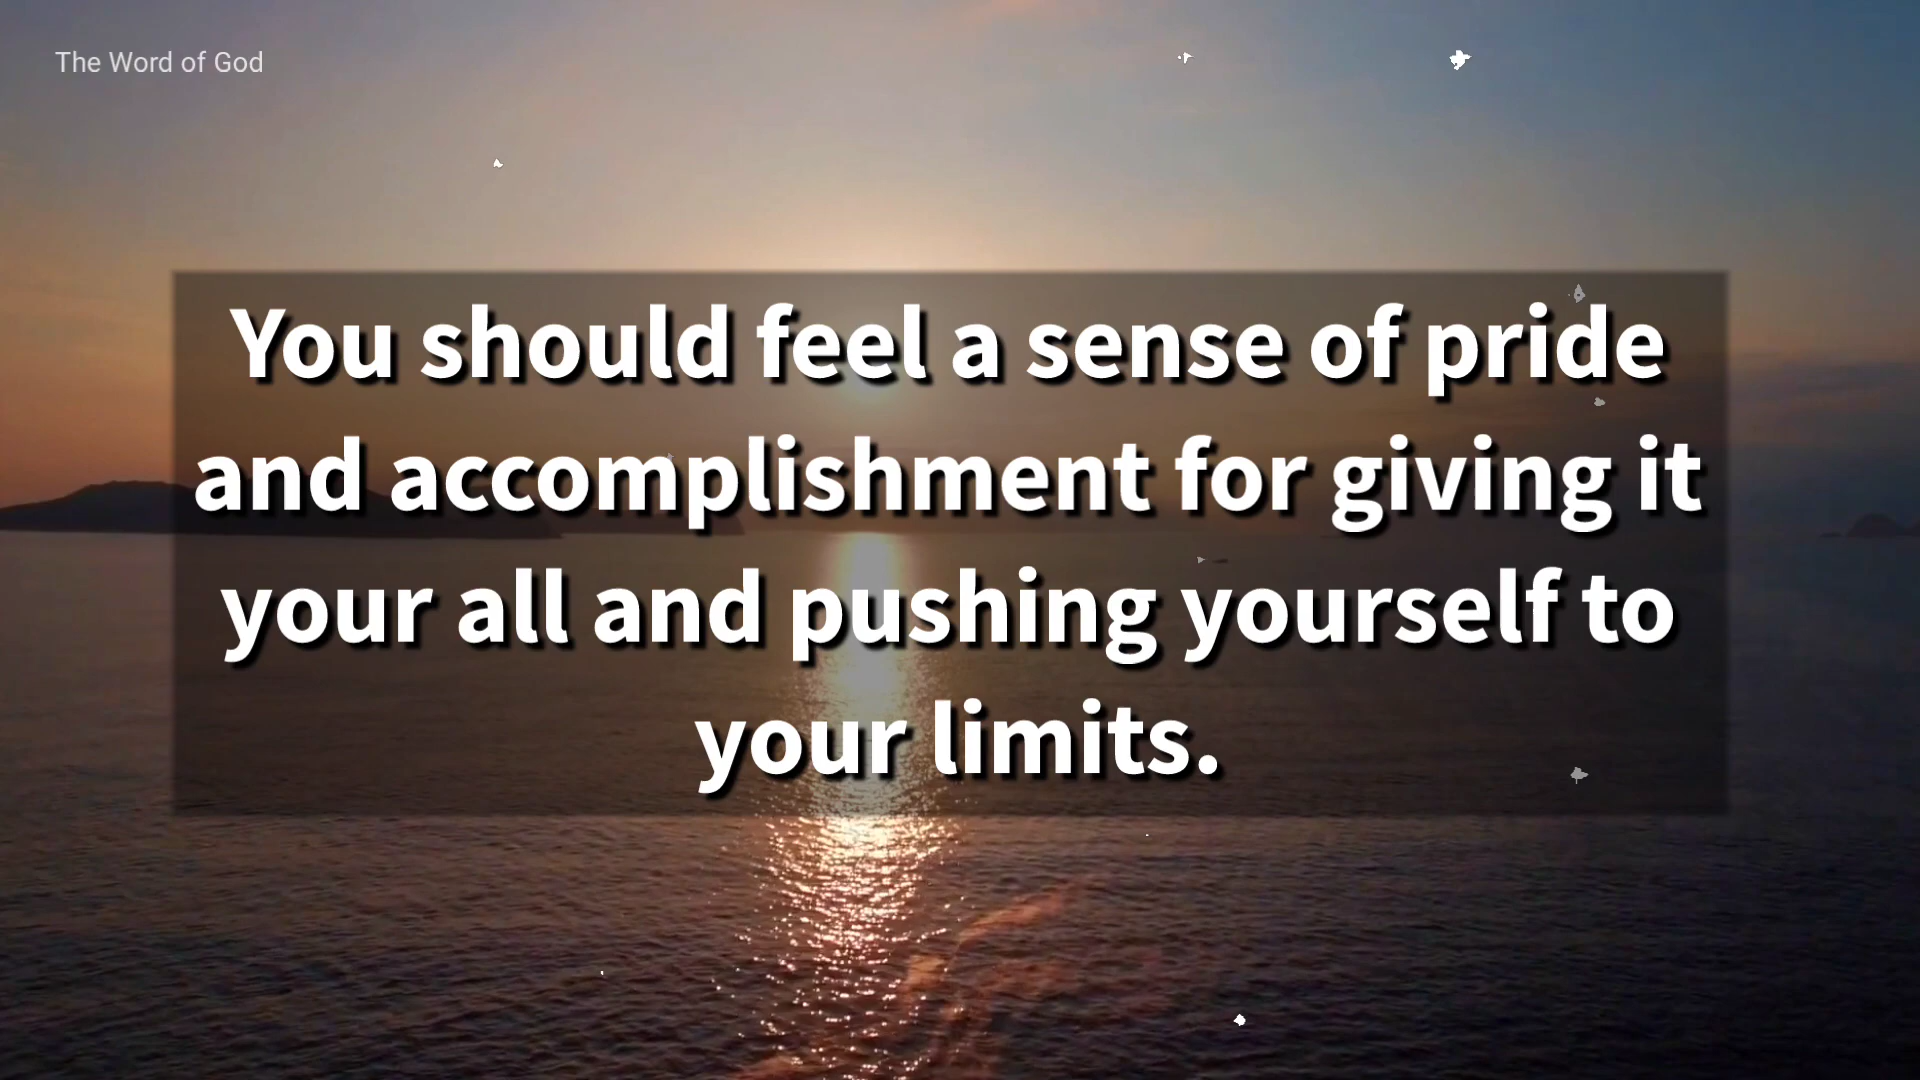 The Word of God
You should feel a sense of pride
and accomplishment for giving it
your all and pushing yourself to
your limits.